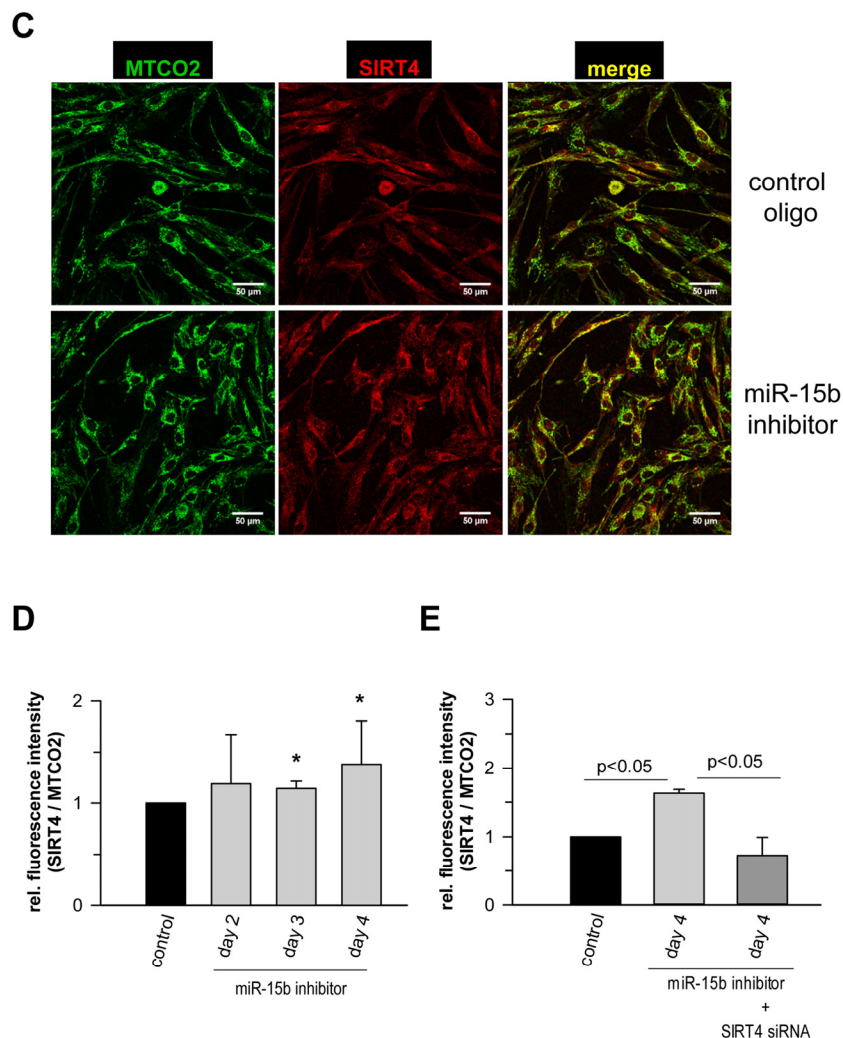 C
MTCO2 SIRT4 merge
control
oligo
50 µm 50 µm 50 µm
miR-15b
inhibitor
50 µm 50 µm 50 µm
D
rel. fluorescence intensity
(SIRT4 / MTCO2)
2
1
0
*
*
control
day 2
day 3
day 4
miR-15b inhibitor
E
rel. fluorescence intensity
(SIRT4 / MTCO2)
3
2
1
0
p<0.05
p<0.05
control
day 4
day 4
miR-15b inhibitor
+
SIRT4 siRNA